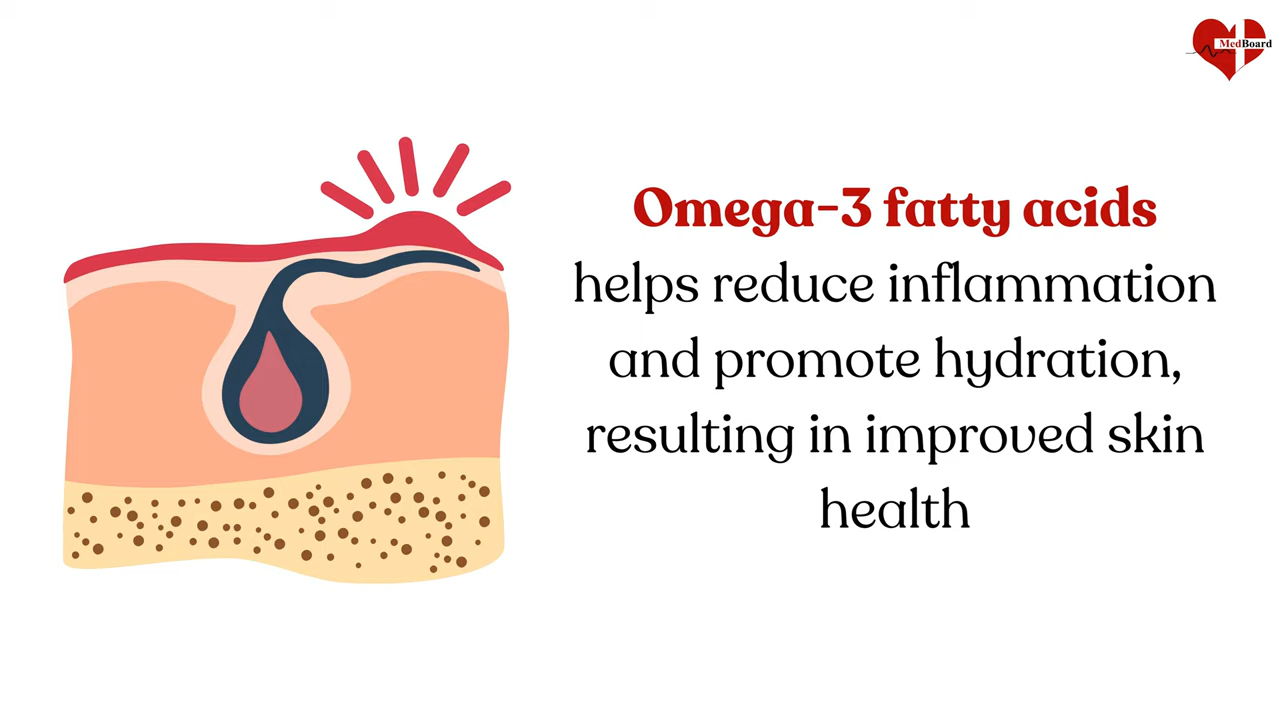 MedBoard
Omega-3 fatty acids
helps reduce inflammation
and promote hydration,
resulting in improved skin
health